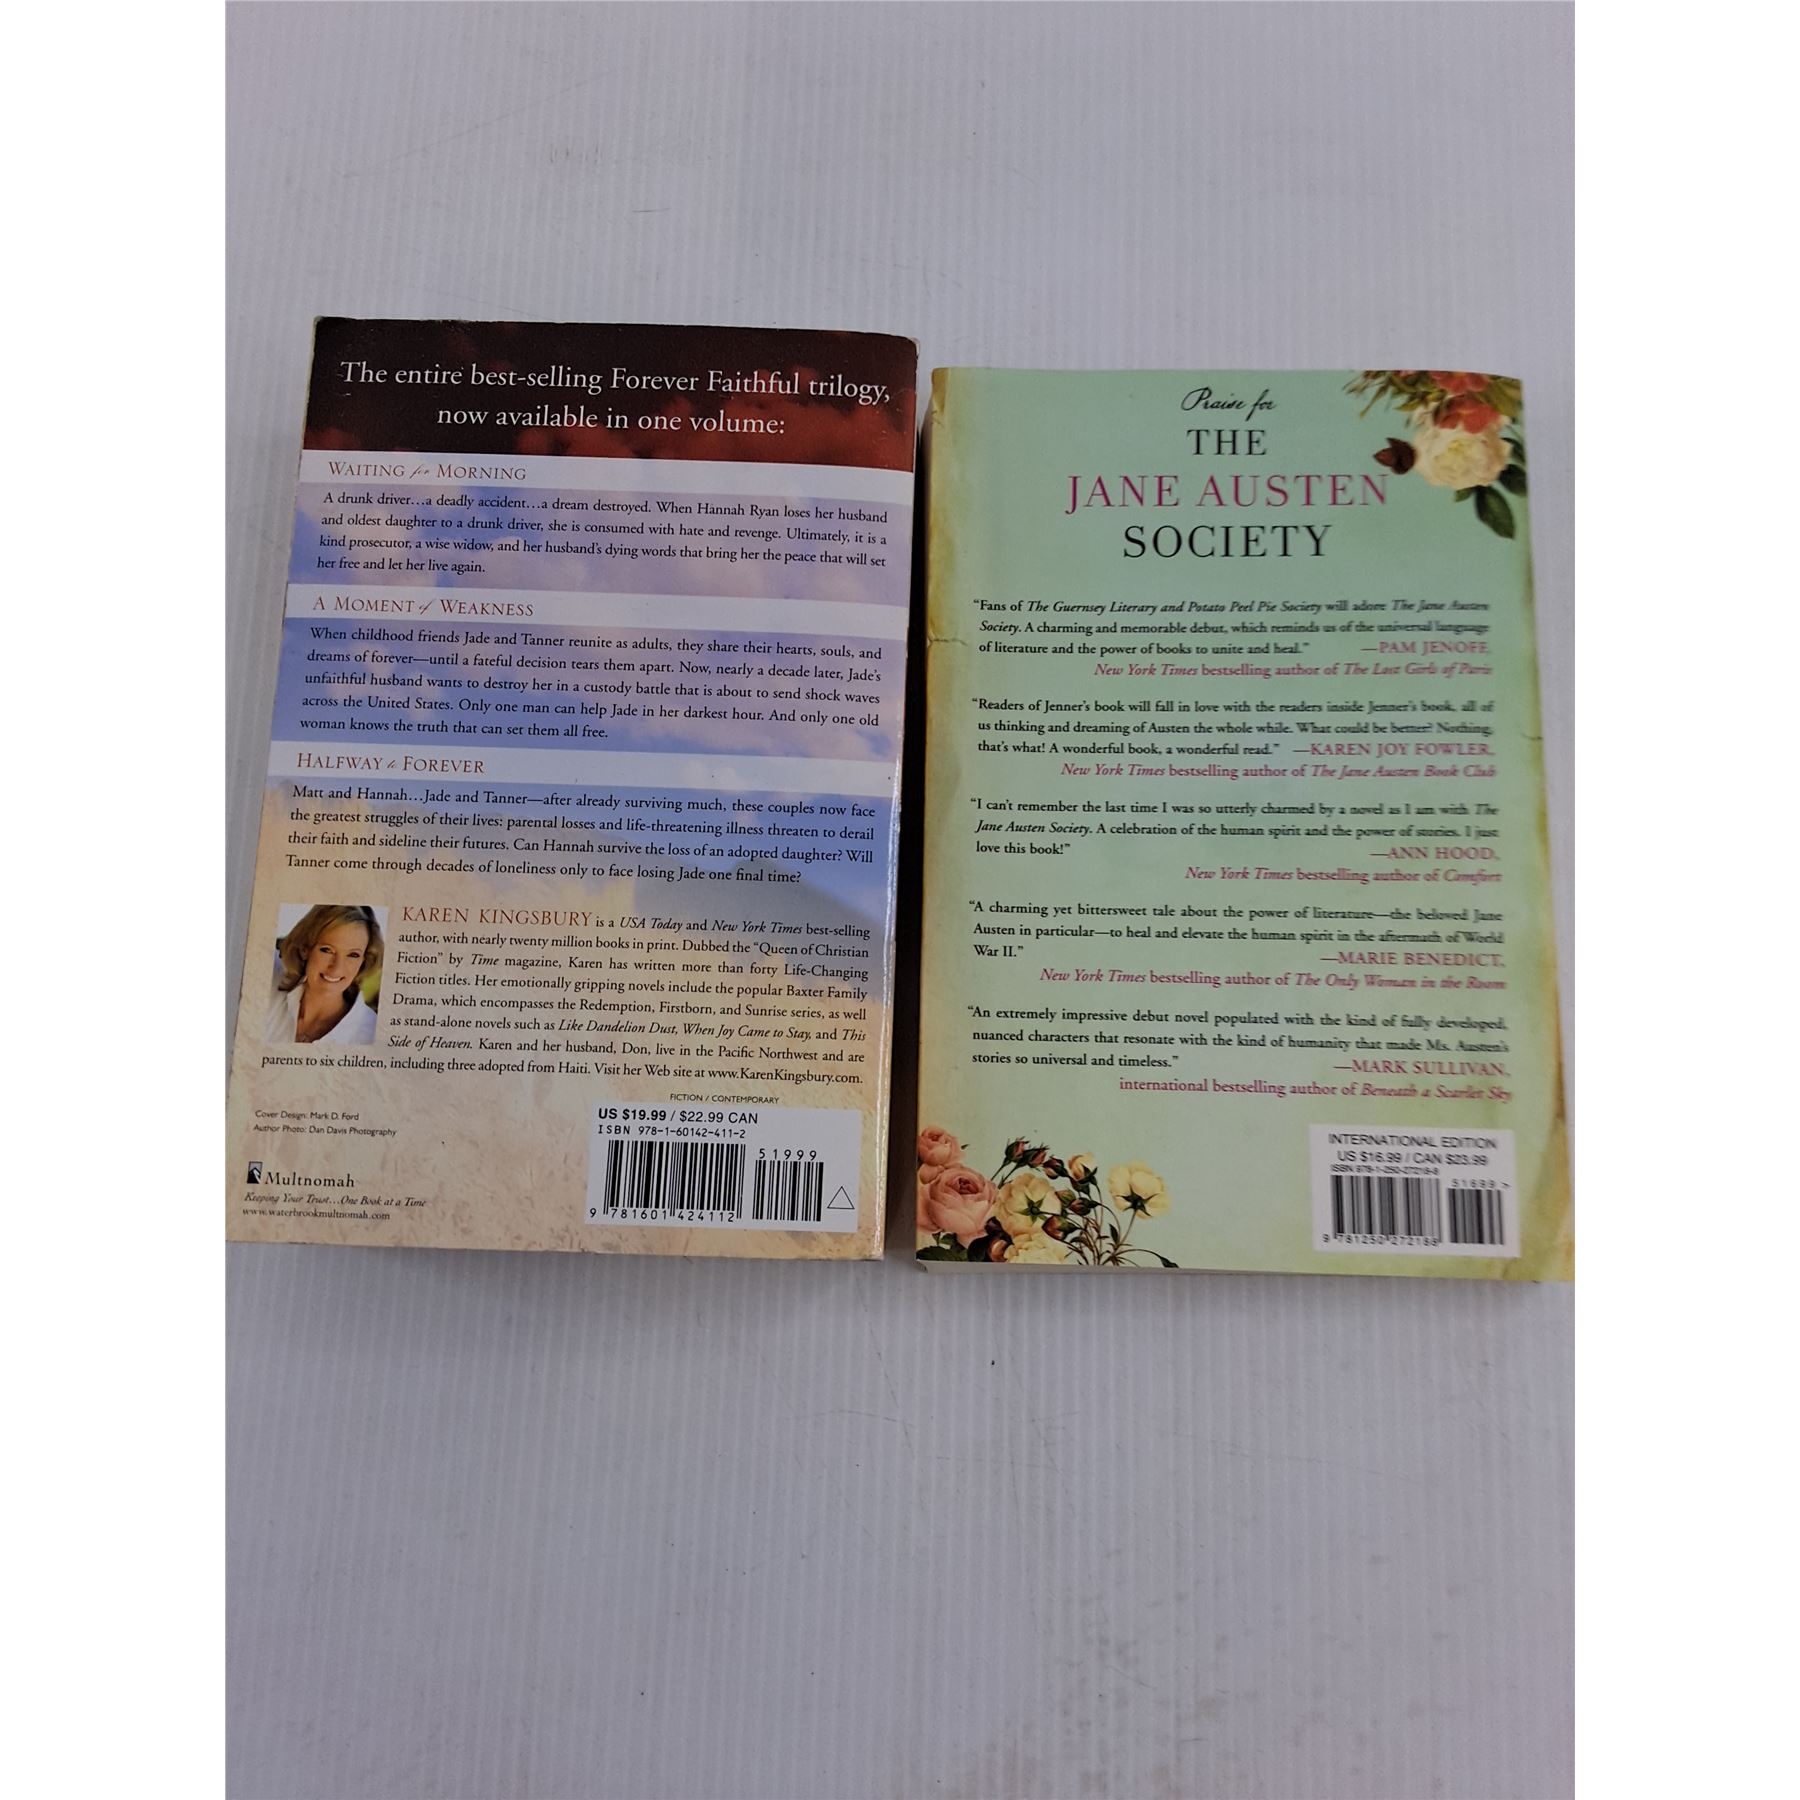 The entire best-selling Forever Faithful trilogy,
now available in one volume:
WAITING for MORNING
A drunk driver…a deadly accident…a dream destroyed. When Hannah Ryan loses her husband
and oldest daughter to a drunk driver, she is consumed with hate and revenge. Ultimately, it is a
kind prosecutor, a wise widow, and her husband's dying words that bring her the peace that will set
her free and let her live again.
A MOMENT of WEAKNESS
When childhood friends Jade and Tanner reunite as adults, they share their hearts, souls, and
dreams of forever—until a fateful decision tears them apart. Now, nearly a decade later, Jade's
unfaithful husband wants to destroy her in a custody battle that is about to send shock waves
across the United States. Only one man can help Jade in her darkest hour. And only one old
woman knows the truth that can set them all free.
HALFWAY to FOREVER
Matt and Hannah…Jade and Tanner—after already surviving much, these couples now face
the greatest struggles of their lives: parental losses and life-threatening illness threaten to derail
their faith and sideline their futures. Can Hannah survive the loss of an adopted daughter? Will
Tanner come through decades of loneliness only to face losing Jade one final time?
KAREN KINGSBURY is a USA Today and New York Times best-selling
author, with nearly twenty million books in print. Dubbed the "Queen of Christian
Fiction" by Time magazine, Karen has written more than forty Life-Changing
Fiction titles. Her emotionally gripping novels include the popular Baxter Family
Drama, which encompasses the Redemption, Firstborn, and Sunrise series, as well
as stand-alone novels such as Like Dandelion Dust, When Joy Came to Stay, and This
Side of Heaven. Karen and her husband, Don, live in the Pacific Northwest and are
parents to six children, including three adopted from Haiti. Visit her Web site at www.KarenKingsbury.com.
FICTION / CONTEMPORARY
Cover Design: Mark D. Ford
Author Photo: Dan Davis Photography
US $19.99 / $22.99 CAN
ISBN 978-1-60142-411-2
51999
9 781601 424112
Multnomah
Keeping Your Trust…One Book at a Time
www.waterbrookmultnomah.com
Praise for
THE
JANE AUSTEN
SOCIETY
"Fans of The Guernsey Literary and Potato Peel Pie Society will adore The Jane Austen
Society. A charming and memorable debut, which reminds us of the universal language
of literature and the power of books to unite and heal." —PAM JENOFF,
New York Times bestselling author of The Lost Girls of Paris
"Readers of Jenner's book will fall in love with the readers inside Jenner's book, all of
us thinking and dreaming of Austen the whole while. What could be better? Nothing,
that's what! A wonderful book, a wonderful read." —KAREN JOY FOWLER,
New York Times bestselling author of The Jane Austen Book Club
"I can't remember the last time I was so utterly charmed by a novel as I am with The
Jane Austen Society. A celebration of the human spirit and the power of stories. I just
love this book!" —ANN HOOD,
New York Times bestselling author of Comfort
"A charming yet bittersweet tale about the power of literature—the beloved Jane
Austen in particular—to heal and elevate the human spirit in the aftermath of World
War II." —MARIE BENEDICT,
New York Times bestselling author of The Only Woman in the Room
"An extremely impressive debut novel populated with the kind of fully developed,
nuanced characters that resonate with the kind of humanity that made Ms. Austen's
stories so universal and timeless." —MARK SULLIVAN,
international bestselling author of Beneath a Scarlet Sky
INTERNATIONAL EDITION
US $16.99 / CAN $23.99
ISBN 978-1-250-27218-8
51699 >
9 781250 272188